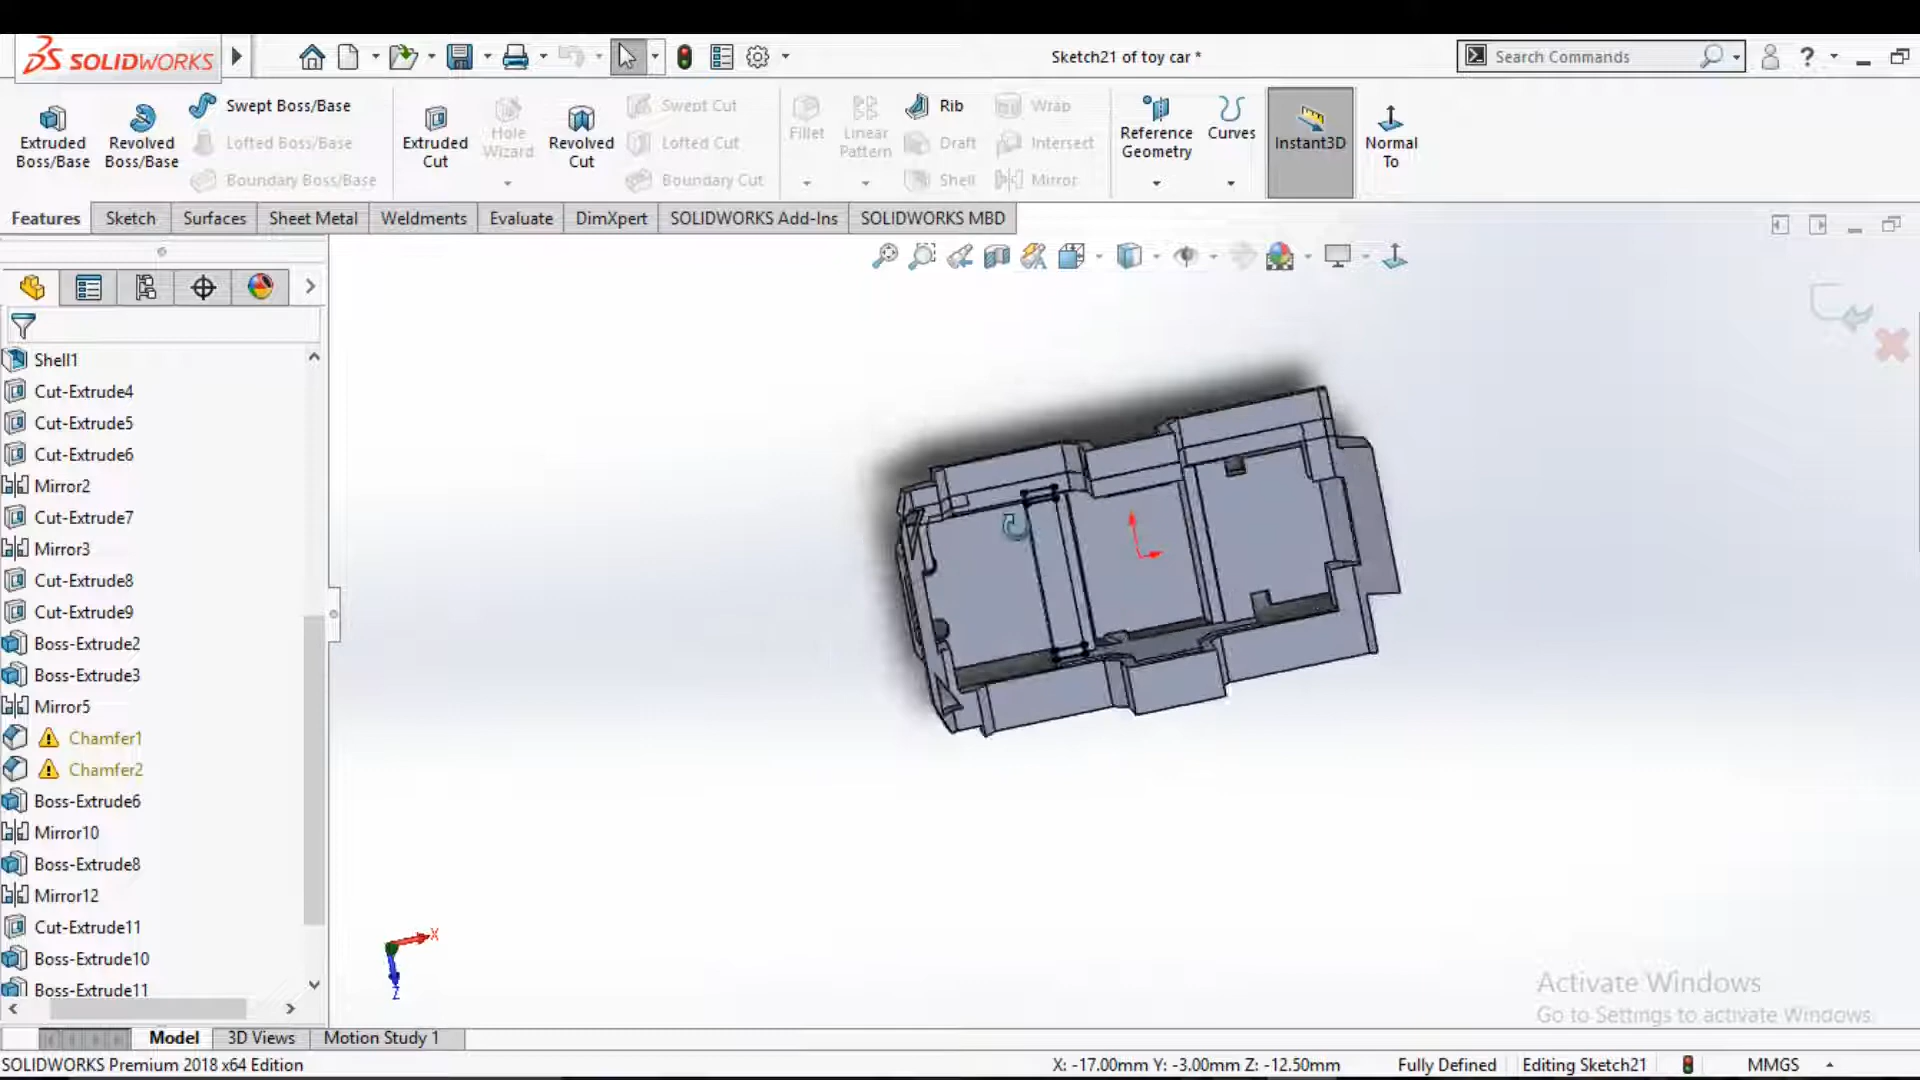 SOLIDWORKS
Sketch21 of toy car *
Search Commands
?
Extruded Boss/Base
Revolved Boss/Base
Swept Boss/Base
Lofted Boss/Base
Boundary Boss/Base
Extruded Cut
Hole Wizard
Revolved Cut
Swept Cut
Lofted Cut
Boundary Cut
Fillet
Linear Pattern
Rib
Draft
Shell
Wrap
Intersect
Mirror
Reference Geometry
Curves
Instant3D
Normal To
Features
Sketch
Surfaces
Sheet Metal
Weldments
Evaluate
DimXpert
SOLIDWORKS Add-Ins
SOLIDWORKS MBD
Shell1
Cut-Extrude4
Cut-Extrude5
Cut-Extrude6
Mirror2
Cut-Extrude7
Mirror3
Cut-Extrude8
Cut-Extrude9
Boss-Extrude2
Boss-Extrude3
Mirror5
Chamfer1
Chamfer2
Boss-Extrude6
Mirror10
Boss-Extrude8
Mirror12
Cut-Extrude11
Boss-Extrude10
Boss-Extrude11
X
Z
Activate Windows
Go to Settings to activate Windows.
Model
3D Views
Motion Study 1
SOLIDWORKS Premium 2018 x64 Edition
X: -17.00mm Y: -3.00mm Z: -12.50mm
Fully Defined
Editing Sketch21
MMGS